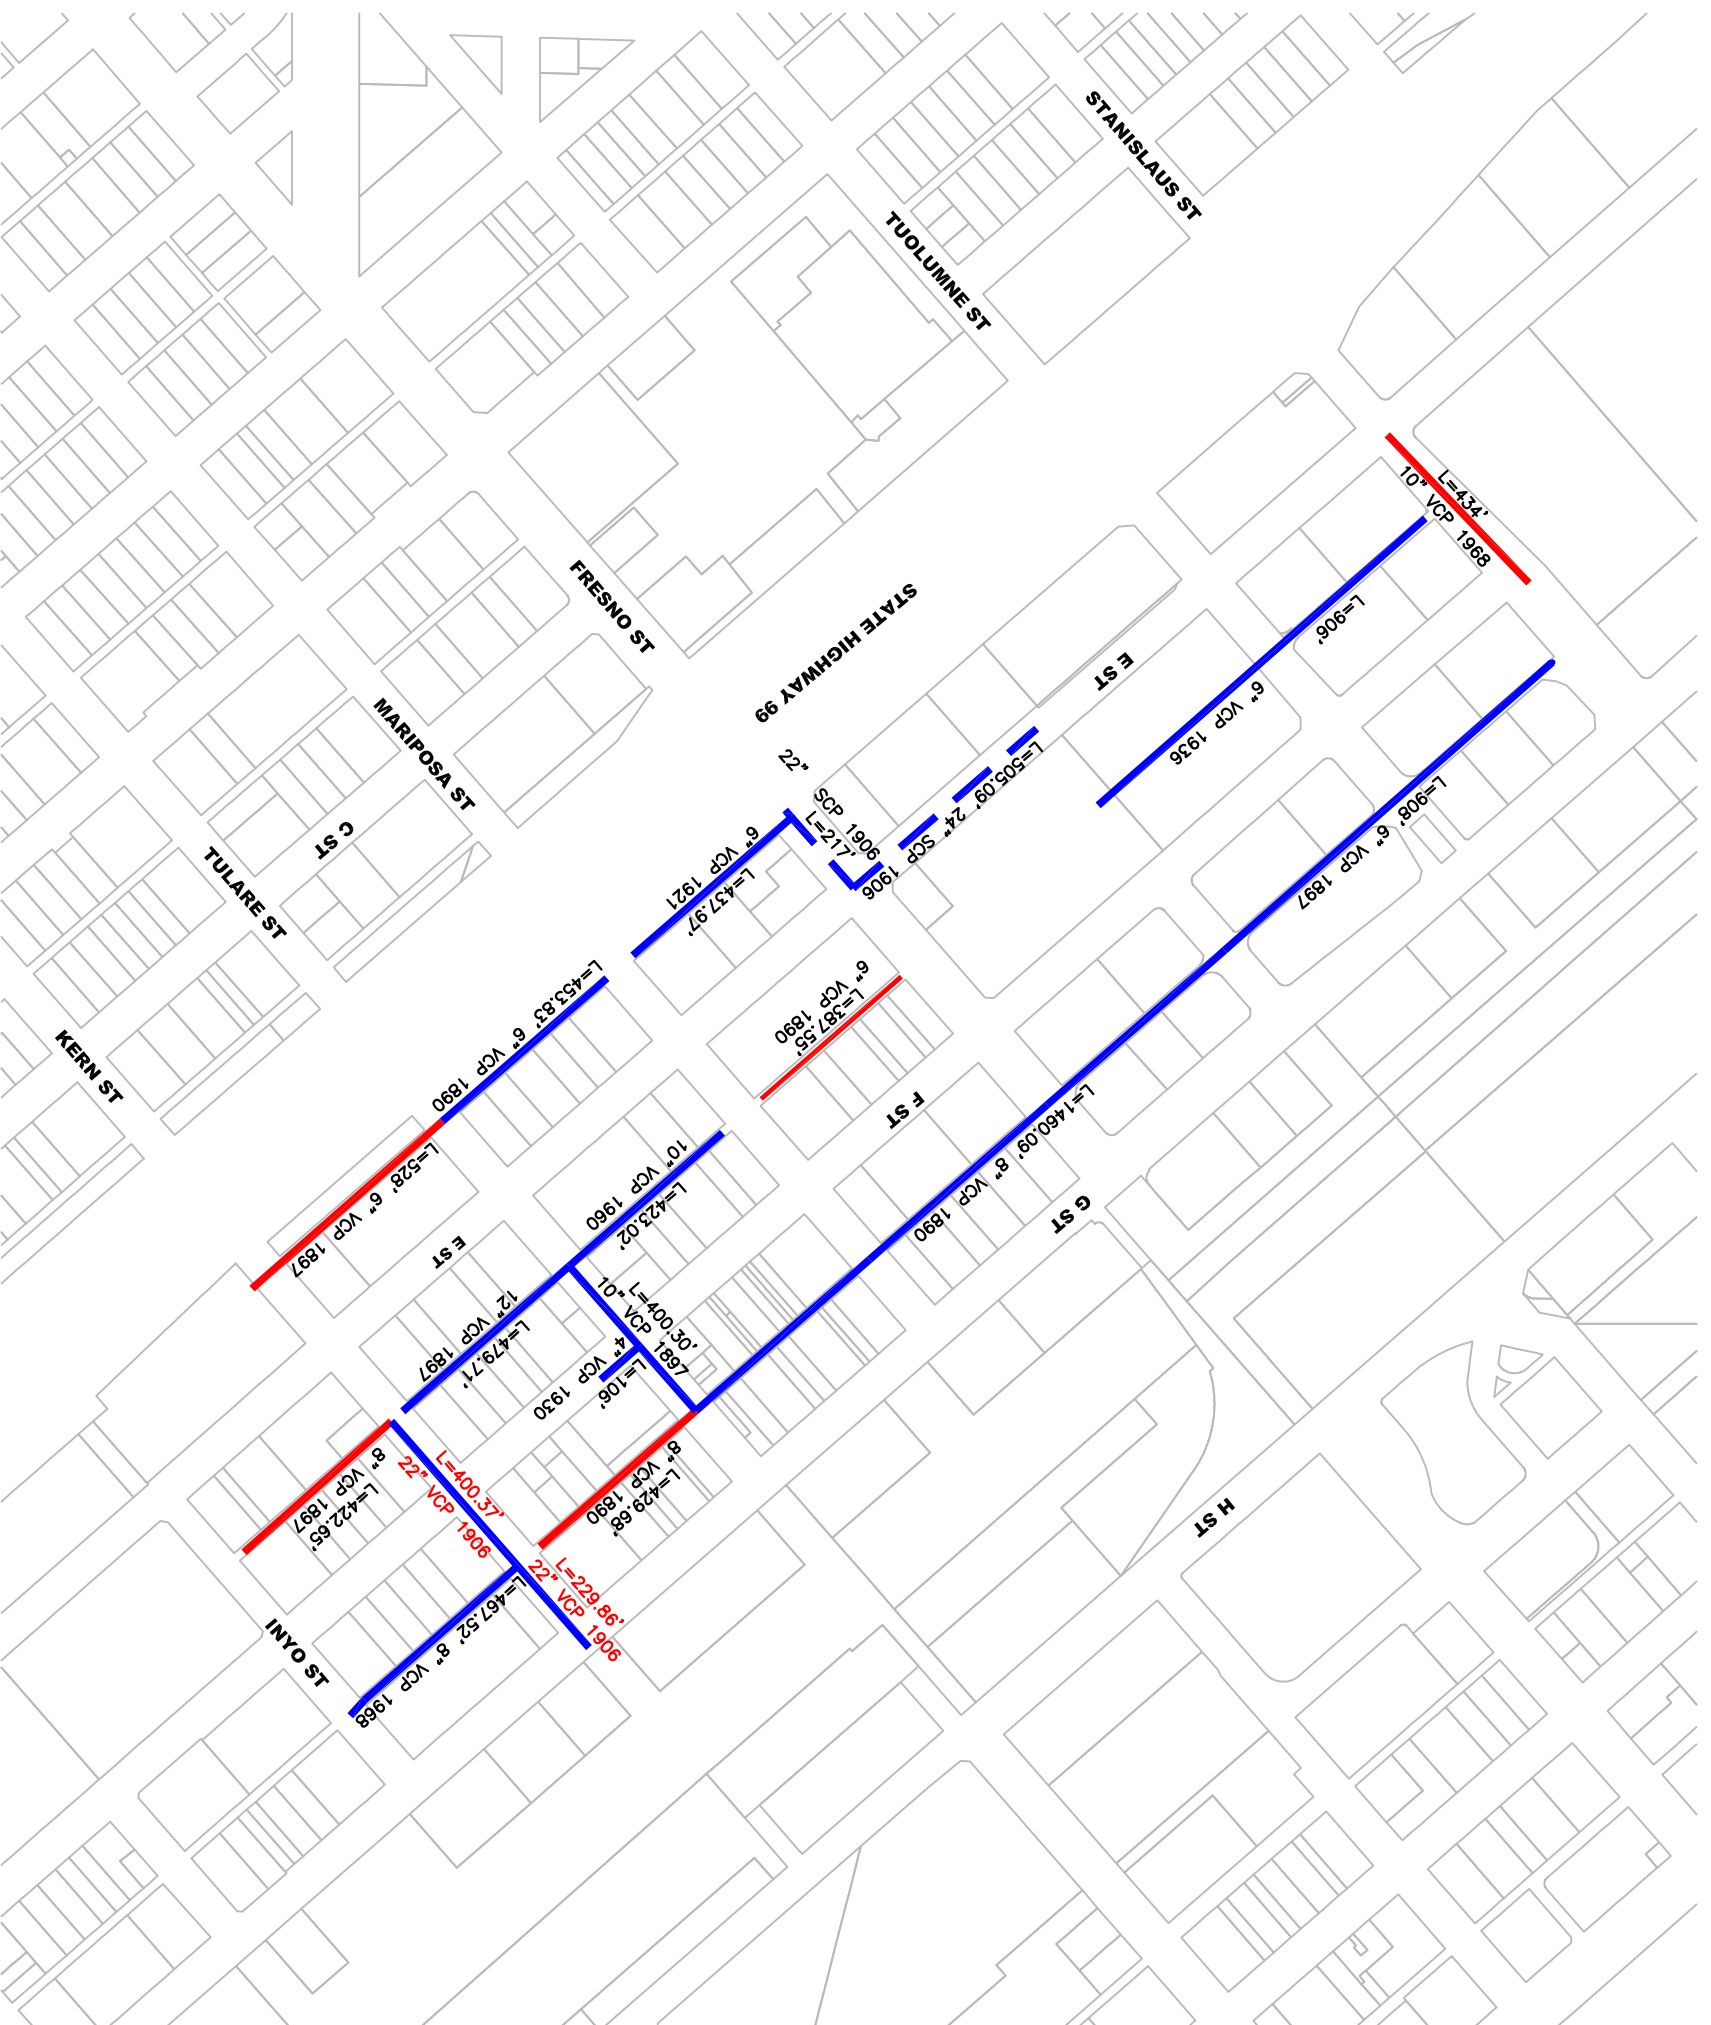 STANISLAUS ST
TUOLUMNE ST
L=434'
10" VCP 1968
FRESNO ST
STATE HIGHWAY 99
L=906'
6" VCP 1936
E ST
MARIPOSA ST
22" SCP 1906
L=217'
L=505.09' 24" SCP 1906
L=908' 6" VCP 1897
C ST
TULARE ST
6" VCP 1921
L=437.97'
L=453.83' 6" VCP 1890
6" VCP 1890
L=387.55'
KERN ST
F ST
L=1460.09' 8" VCP 1890
L=528' 6" VCP 1897
10" VCP 1960
L=423.02'
G ST
E ST
12" VCP 1897
L=479.71'
L=400.30'
10" VCP 1897
4" VCP 1930
L=106'
8" VCP 1897
L=422.65'
L=400.37'
22" VCP 1906
8" VCP 1890
L=429.68'
H ST
L=229.86'
22" VCP 1906
L=467.52' 8" VCP 1968
INYO ST